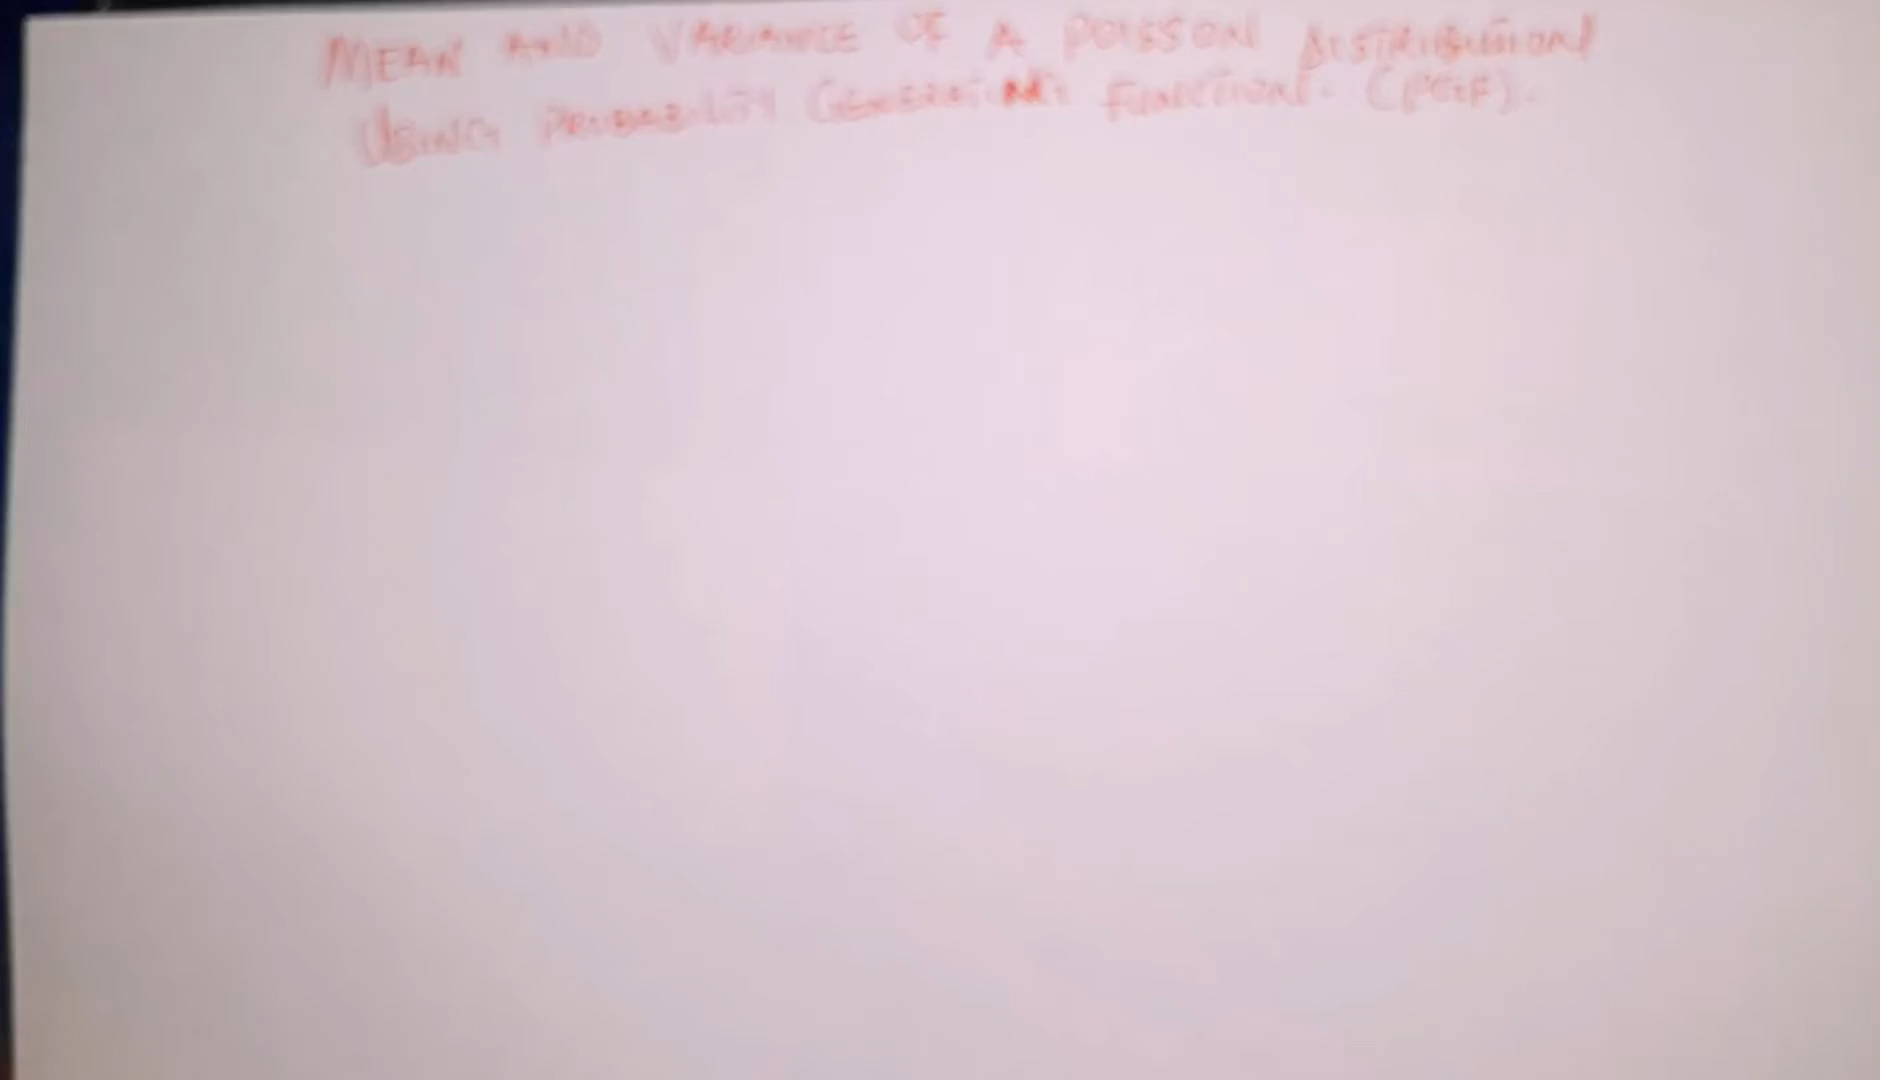 MEAN AND VARIANCE OF A POISSON DISTRIBUTION
USING PROBABILITY GENERATING FUNCTION. (PGF).